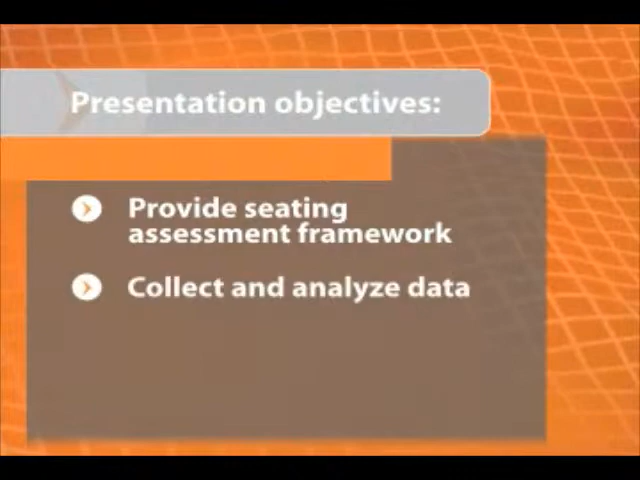 Presentation objectives:
Provide seating
assessment framework
Collect and analyze data